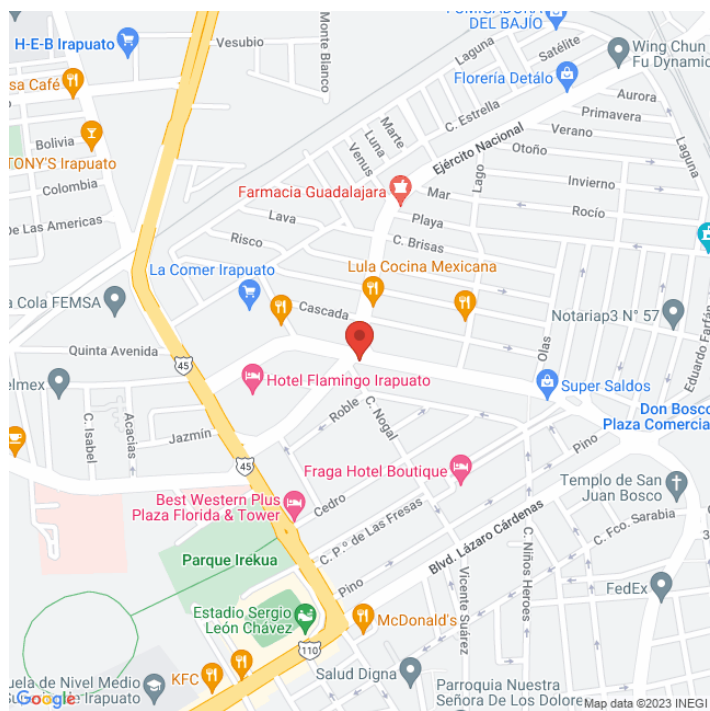 FUMIGADORA
DEL BAJÍO
H-E-B Irapuato
Vesubio
Monte Blanco
Laguna
Satélite
Wing Chun
Fu Dynamic
Florería Detálo
sa Café
Aurora
Primavera
C. Estrella
Verano
Marte
Luna
Venus
Ejército Nacional
Otoño
Laguna
Bolivia
TONY'S Irapuato
Colombia
Farmacia Guadalajara
Lago
Invierno
Mar
Rocío
Lava
Playa
De Las Americas
Risco
C. Brisas
La Comer Irapuato
Lula Cocina Mexicana
a Cola FEMSA
Cascada
Notariap3 N° 57
Eduardo Farfán
Olas
Quinta Avenida
45
elmex
Hotel Flamingo Irapuato
Super Saldos
Acacias
C. Isabel
Roble
C. Nogal
Don Bosco
Plaza Comercia
Jazmín
Pino
45
Fraga Hotel Boutique
Templo de San
Juan Bosco
Best Western Plus
Plaza Florida & Tower
Cedro
C. P.º de Las Fresas
Blvd. Lázaro Cárdenas
C. Fco. Sarabia
Parque Irekua
C. Niños Heroes
Pino
Vicente Suárez
FedEx
Estadio Sergio
León Chávez
McDonald's
110
KFC
Salud Digna
uela de Nivel Medio
Irapuato
Parroquia Nuestra
Señora De Los Dolore
Google
Map data ©2023 INEGI